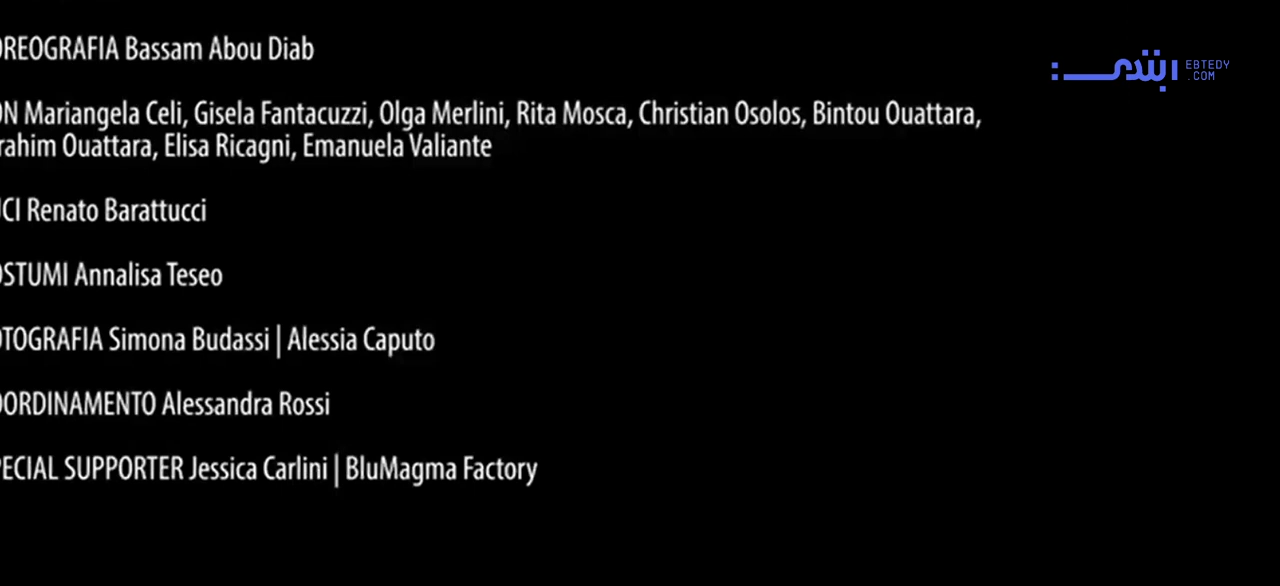 OREOGRAFIA Bassam Abou Diab
ابتدى:
EBTEDY
.COM
ON Mariangela Celi, Gisela Fantacuzzi, Olga Merlini, Rita Mosca, Christian Osolos, Bintou Ouattara,
rahim Ouattara, Elisa Ricagni, Emanuela Valiante
UCI Renato Barattucci
OSTUMI Annalisa Teseo
OTOGRAFIA Simona Budassi | Alessia Caputo
OORDINAMENTO Alessandra Rossi
PECIAL SUPPORTER Jessica Carlini | BluMagma Factory